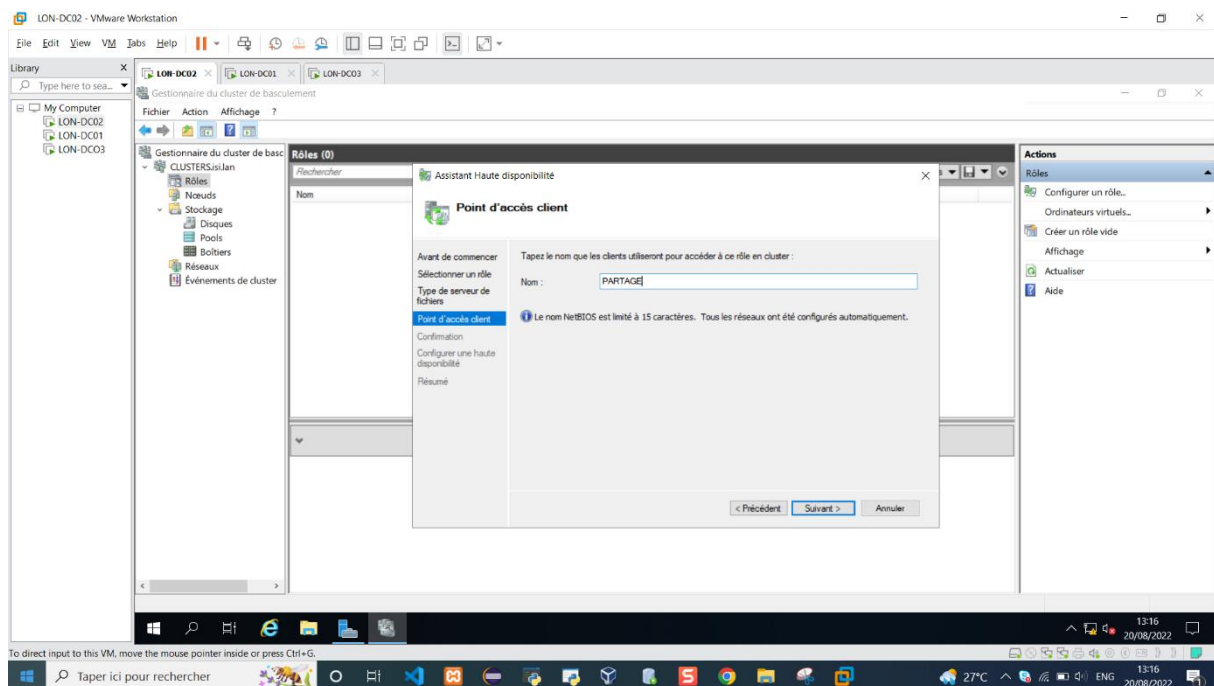 LON-DC02 - VMware Workstation
File Edit View VM Tabs Help
Library X
Type here to sea...
My Computer
LON-DC02
LON-DC01
LON-DCO3
LON-DC02 LON-DC01 LON-DCO3
Gestionnaire du cluster de basculement
Fichier Action Affichage ?
Gestionnaire du cluster de basc
CLUSTERS.isi.lan
Rôles
Nœuds
Stockage
Disques
Pools
Boîtiers
Réseaux
Événements de cluster
Rôles (0)
Rechercher
Nom
Assistant Haute disponibilité
Point d'accès client
Avant de commencer
Sélectionner un rôle
Type de serveur de
fichiers
Point d'accès client
Confirmation
Configurer une haute
disponibilité
Résumé
Tapez le nom que les clients utiliseront pour accéder à ce rôle en cluster :
Nom : PARTAGE
Le nom NetBIOS est limité à 15 caractères. Tous les réseaux ont été configurés automatiquement.
< Précédent Suivant > Annuler
Actions
Rôles
Configurer un rôle...
Ordinateurs virtuels...
Créer un rôle vide
Affichage
Actualiser
Aide
13:16
20/08/2022
To direct input to this VM, move the mouse pointer inside or press Ctrl+G.
Taper ici pour rechercher
27°C ENG
13:16
20/08/2022